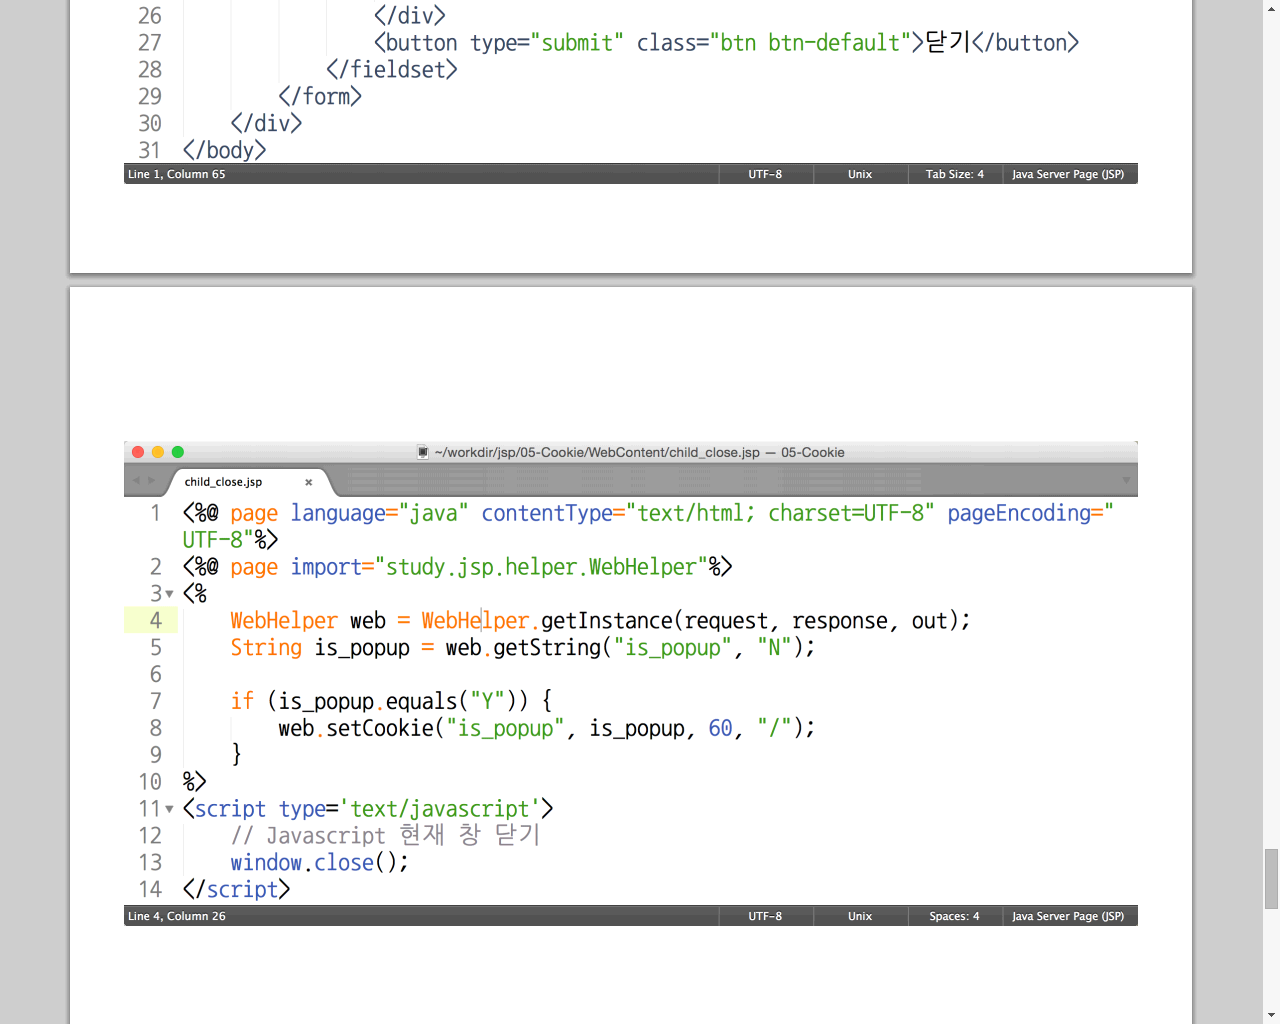 26 </div>
27 <button type="submit" class="btn btn-default">닫기</button>
28 </fieldset>
29 </form>
30 </div>
31 </body>
Line 1, Column 65 UTF-8 Unix Tab Size: 4 Java Server Page (JSP)
~/workdir/jsp/05-Cookie/WebContent/child_close.jsp — 05-Cookie
child_close.jsp ×
1 <%@ page language="java" contentType="text/html; charset=UTF-8" pageEncoding="
UTF-8"%>
2 <%@ page import="study.jsp.helper.WebHelper"%>
3 <%
4 WebHelper web = WebHelper.getInstance(request, response, out);
5 String is_popup = web.getString("is_popup", "N");
6
7 if (is_popup.equals("Y")) {
8 web.setCookie("is_popup", is_popup, 60, "/");
9 }
10 %>
11 <script type='text/javascript'>
12 // Javascript 현재 창 닫기
13 window.close();
14 </script>
Line 4, Column 26 UTF-8 Unix Spaces: 4 Java Server Page (JSP)